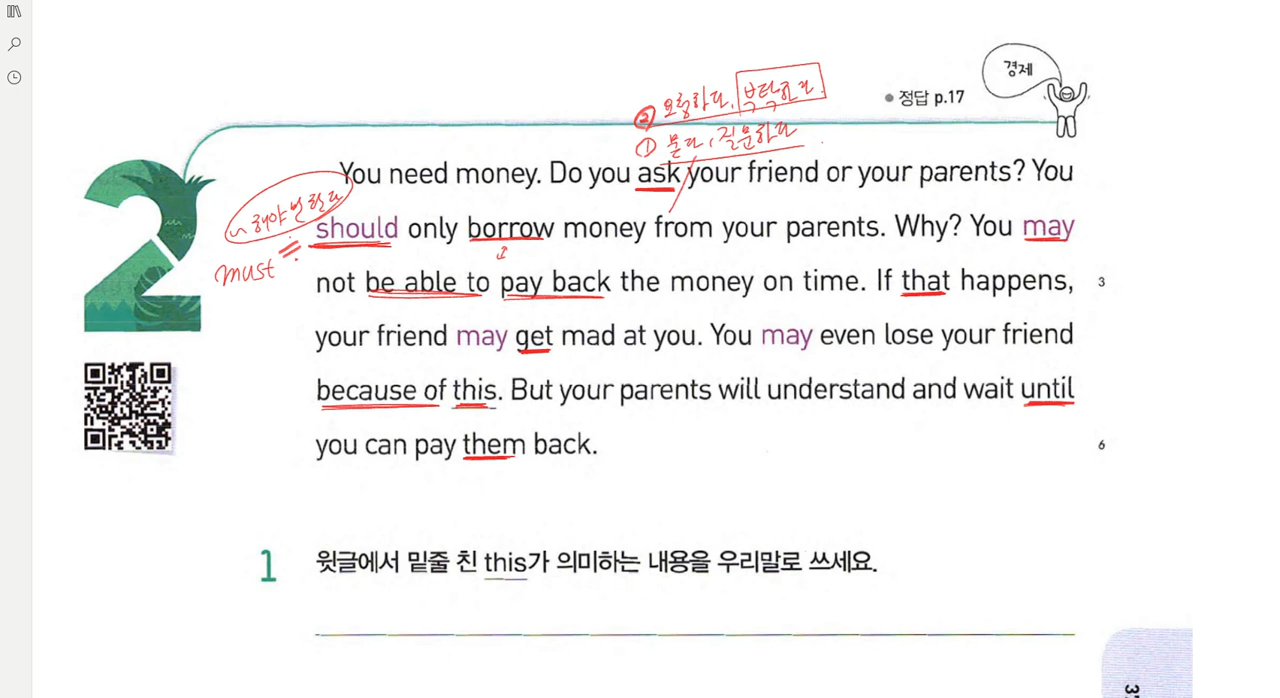 경제
정답 p.17
② 요청하다, 부탁하다.
① 묻다, 질문하다
2
You need money. Do you ask your friend or your parents? You
~해야만 한다
should only borrow money from your parents. Why? You may
must
not be able to pay back the money on time. If that happens,
3
your friend may get mad at you. You may even lose your friend
because of this. But your parents will understand and wait until
you can pay them back.
6
1 윗글에서 밑줄 친 this가 의미하는 내용을 우리말로 쓰세요.